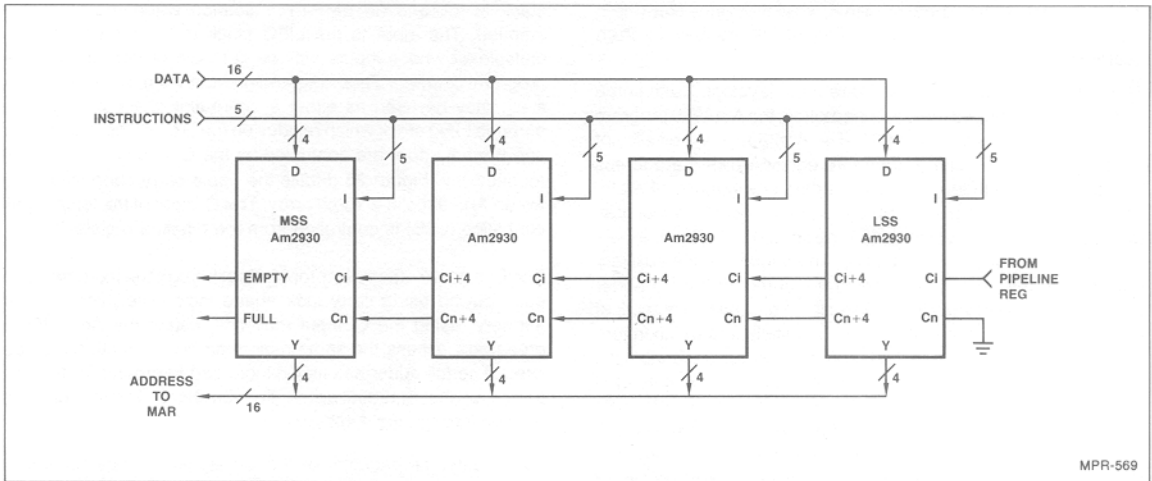 DATA 16
INSTRUCTIONS 5
4 4 4 4
5 5 5 5
D D D D
I I I I
MSS
Am2930
Am2930
Am2930
LSS
Am2930
EMPTY Ci Ci+4 Ci Ci+4 Ci Ci+4 Ci
FULL Cn Cn+4 Cn Cn+4 Cn Cn+4 Cn
FROM
PIPELINE
REG
Y Y Y Y
4 4 4 4
ADDRESS
TO
MAR
16
MPR-569